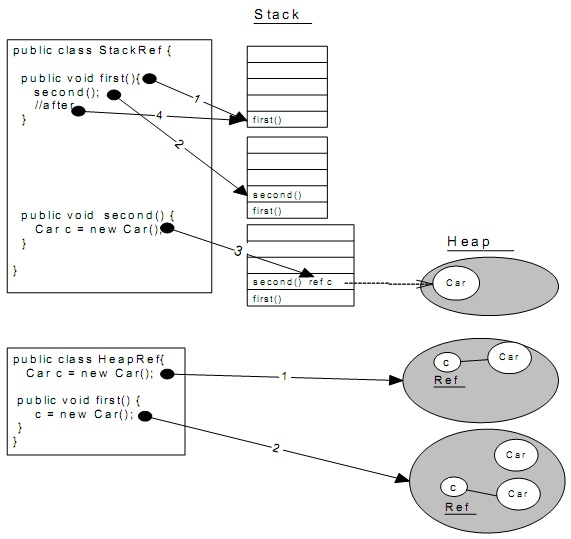 Stack
public class StackRef {
public void first(){
second();
//after
}
public void second() {
Car c = new Car();
}
}
1
4
2
3
first()
second()
first()
second() ref c
first()
Heap
Car
public class HeapRef{
Car c = new Car();
public void first() {
c = new Car();
}
}
1
2
c
Car
Ref
Car
c
Car
Ref